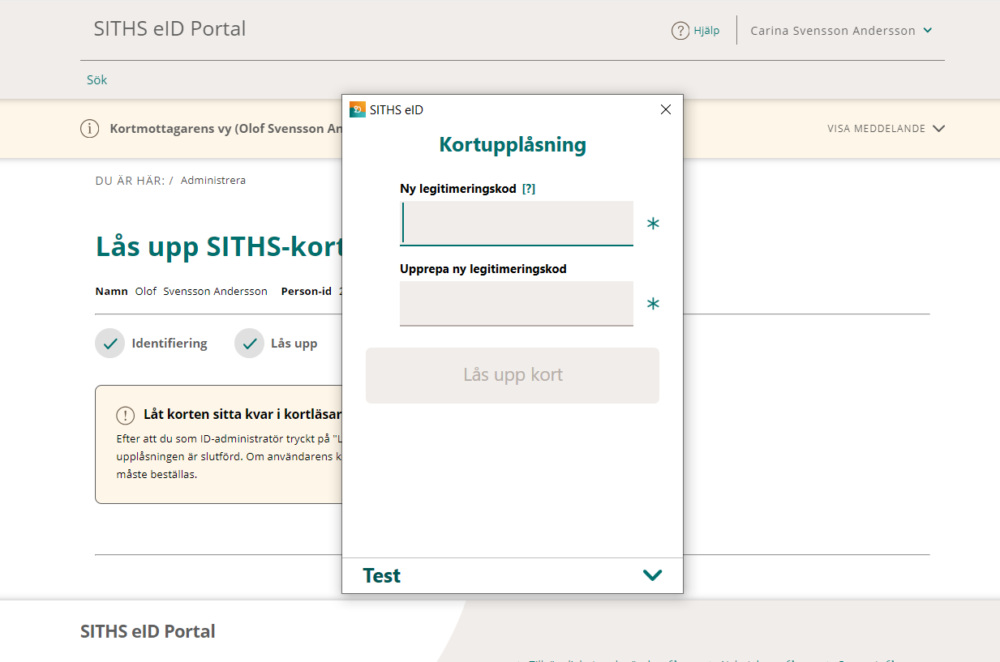 SITHS eID Portal
? Hjälp
Carina Svensson Andersson
Sök
Kortmottagarens vy (Olof Svensson
VISA MEDDELANDE
DU ÄR HÄR: / Administrera
Lås upp SITHS-kort
Namn Olof Svensson Andersson Person-id
Identifiering
Lås upp
Låt korten sitta kvar i
Efter att du som ID-administratör tryckt på
upplåsningen är slutförd. Om användarens
måste beställas.
SITHS eID
Kortupplåsning
Ny legitimeringskod [?]
Upprepa ny legitimeringskod
Lås upp kort
Test
SITHS eID Portal